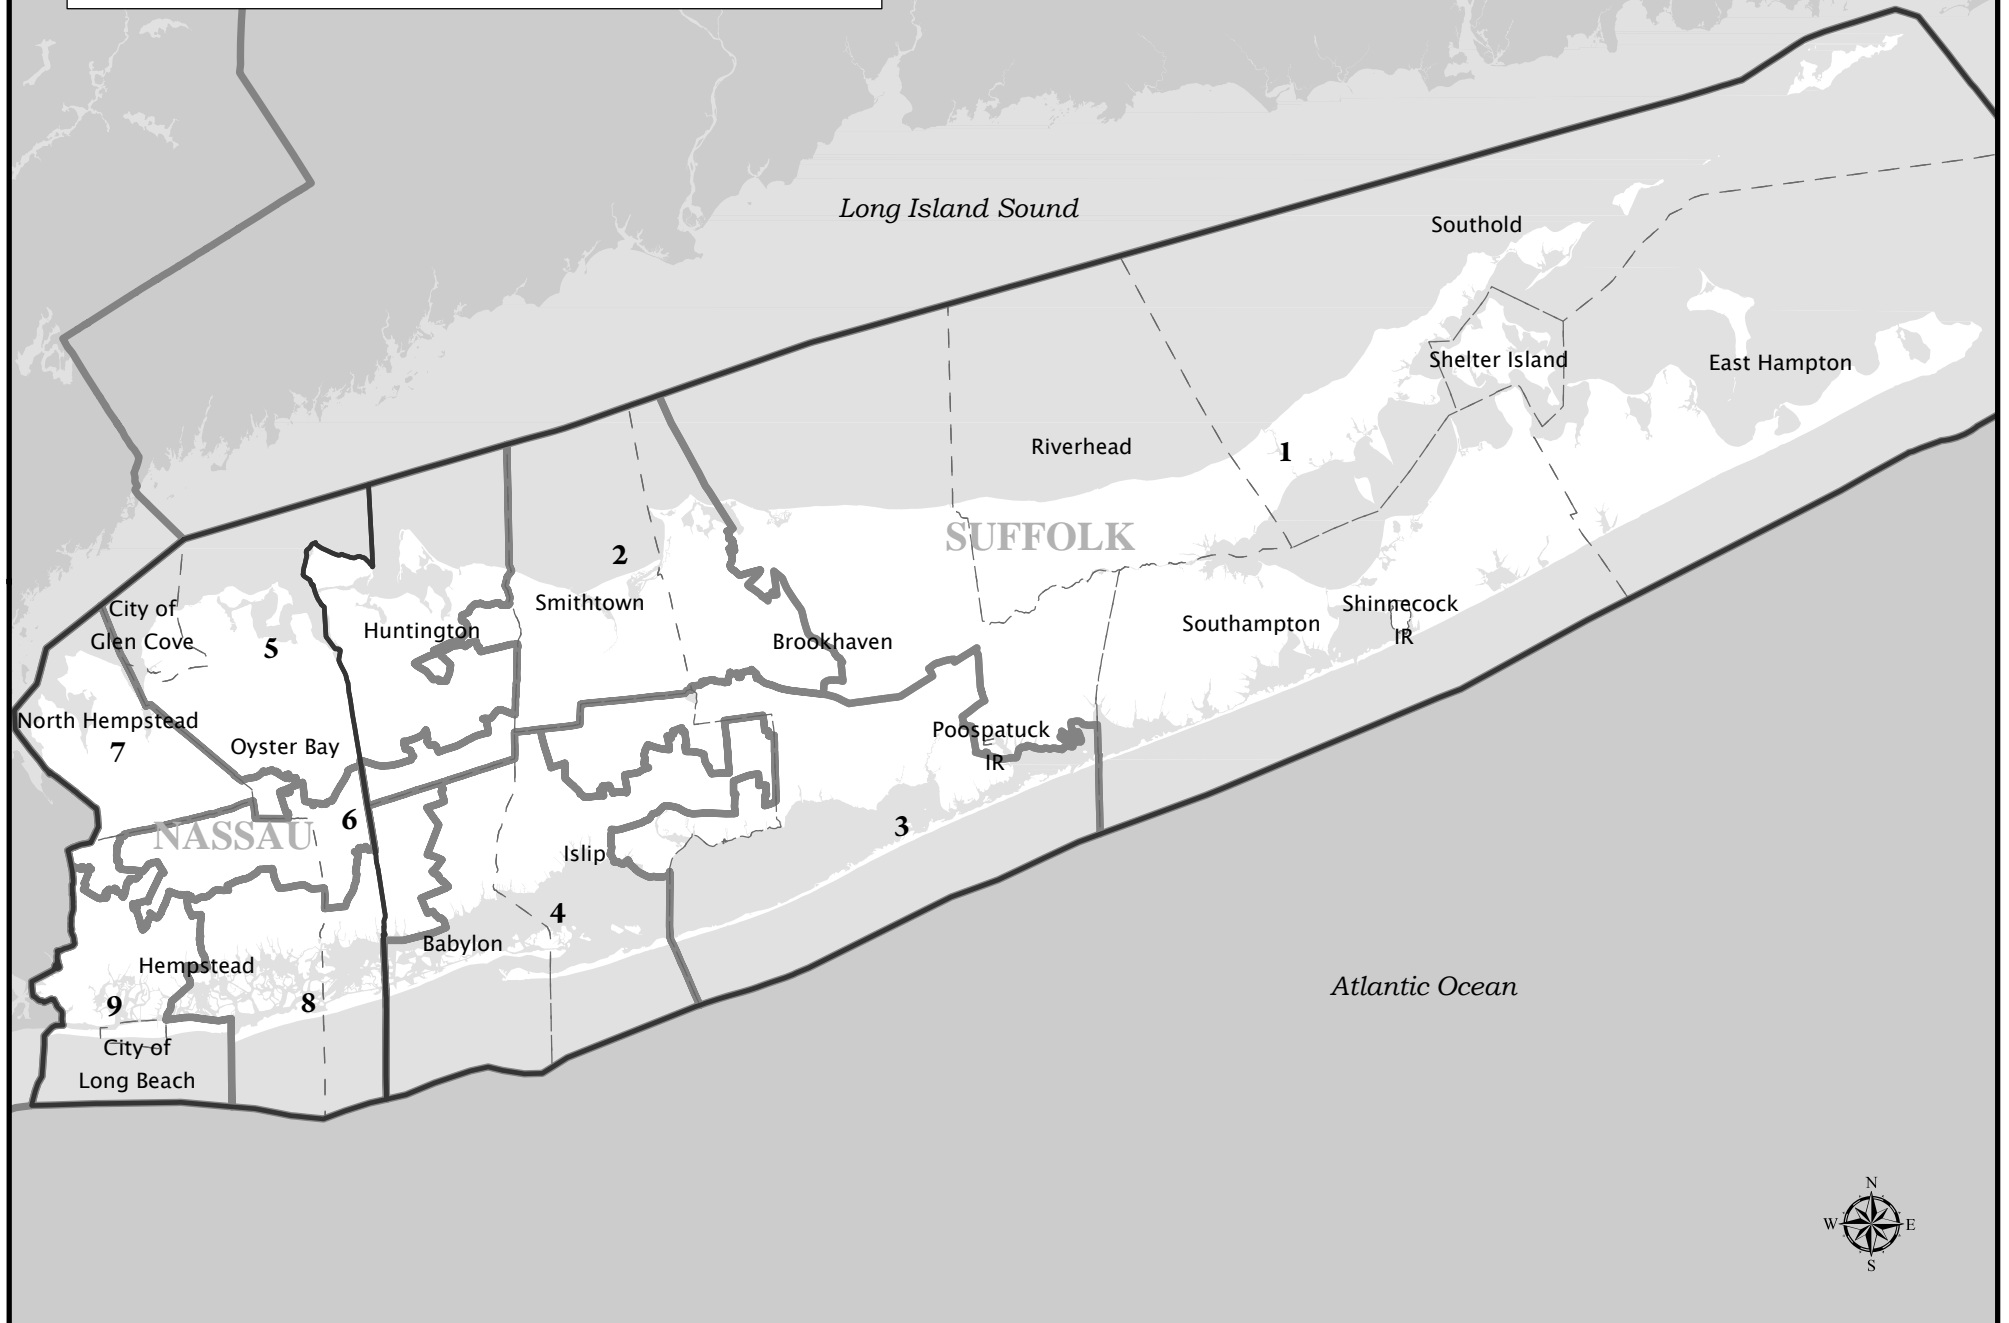 Long Island Sound
Southold
Shelter Island
East Hampton
Riverhead
1
SUFFOLK
2
Smithtown
City of
Glen Cove
5
Huntington
Brookhaven
Southampton
Shinnecock
IR
North Hempstead
7
Oyster Bay
Poospatuck
IR
6
NASSAU
3
Islip
4
Babylon
Hempstead
9
8
City of
Long Beach
Atlantic Ocean
N
W
E
S